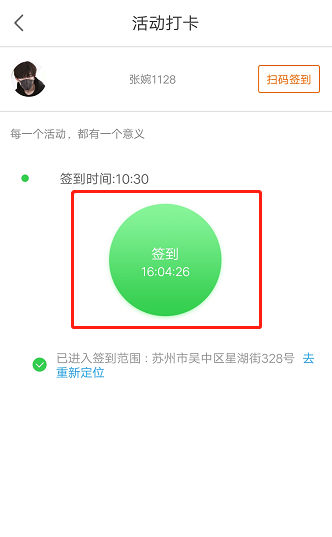 活动打卡
张婉1128
扫码签到
每一个活动，都有一个意义
签到时间:10:30
签到
16:04:26
已进入签到范围：苏州市吴中区星湖街328号 去
重新定位